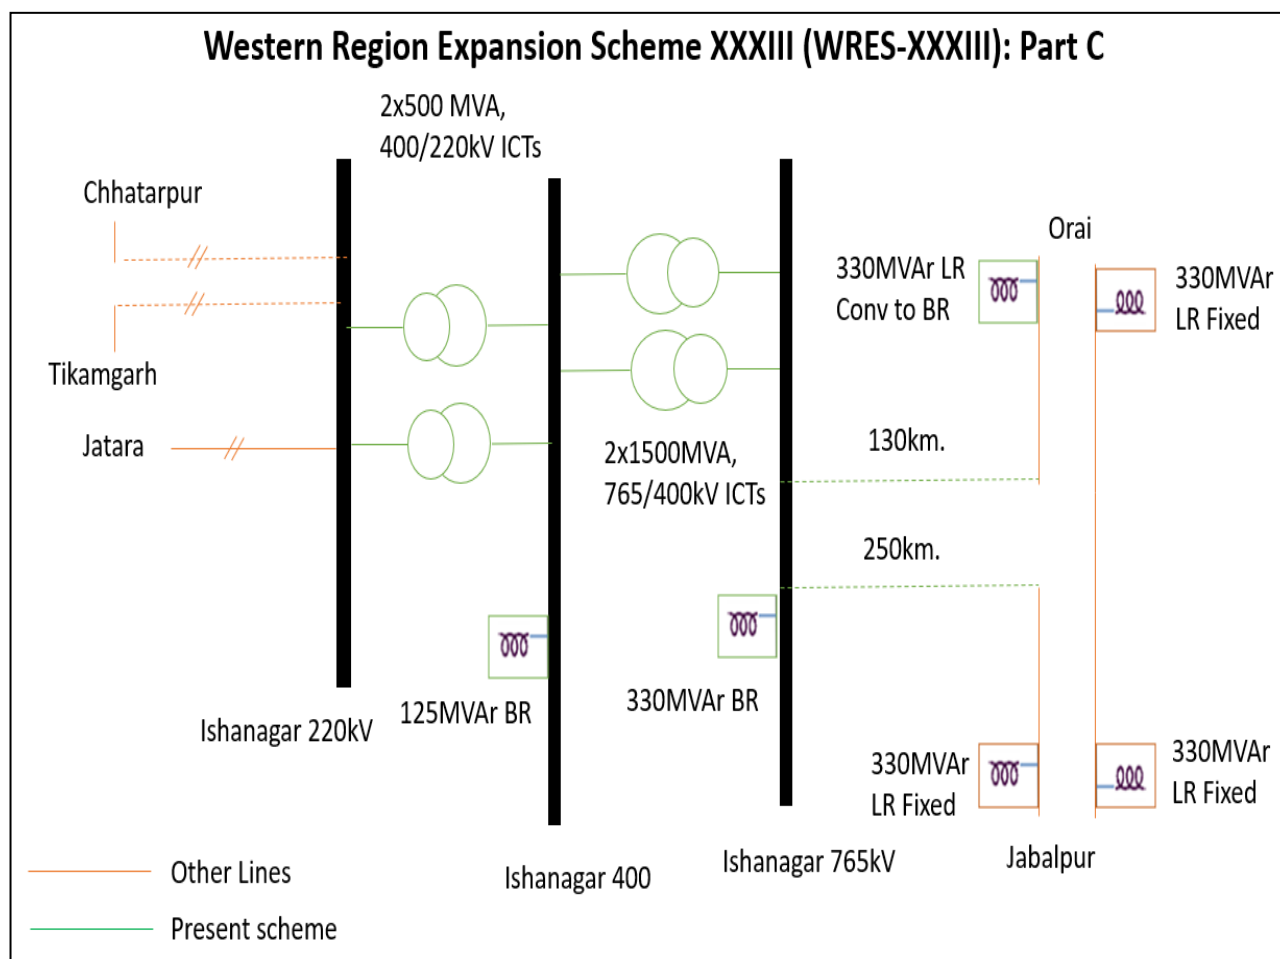 Western Region Expansion Scheme XXXIII (WRES-XXXIII): Part C
2x500 MVA,
400/220kV ICTs
Chhatarpur
Tikamgarh
Jatara
Orai
330MVAr LR
Conv to BR
330MVAr
LR Fixed
130km.
2x1500MVA,
765/400kV ICTs
250km.
125MVAr BR
330MVAr BR
Ishanagar 220kV
330MVAr
LR Fixed
330MVAr
LR Fixed
Ishanagar 400
Ishanagar 765kV
Jabalpur
Other Lines
Present scheme